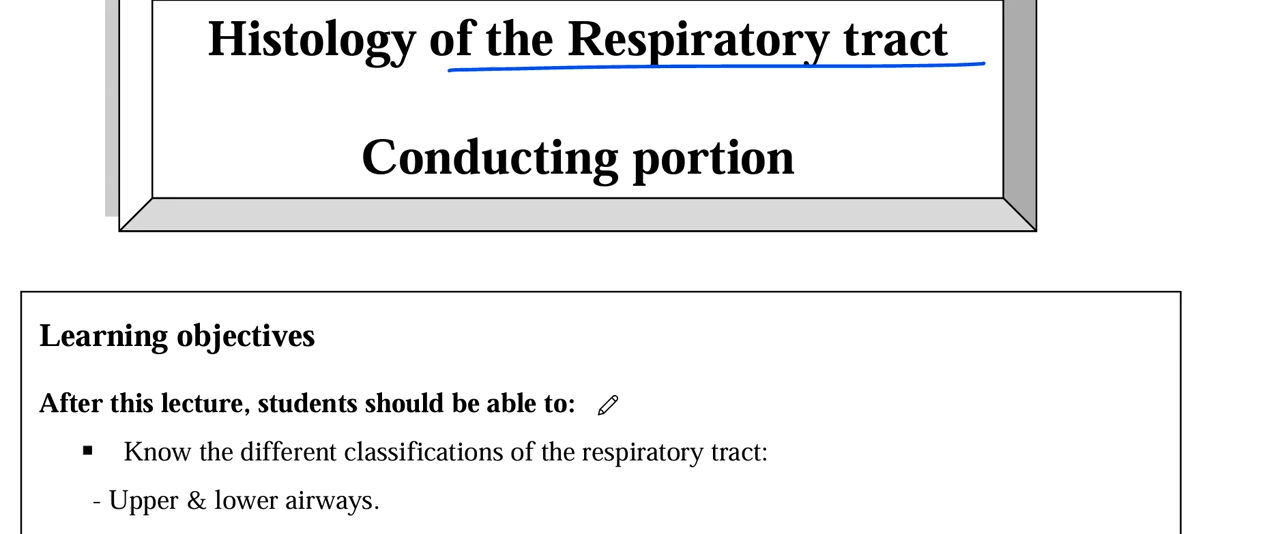 Histology of the Respiratory tract
Conducting portion
Learning objectives
After this lecture, students should be able to:
▪ Know the different classifications of the respiratory tract:
- Upper & lower airways.